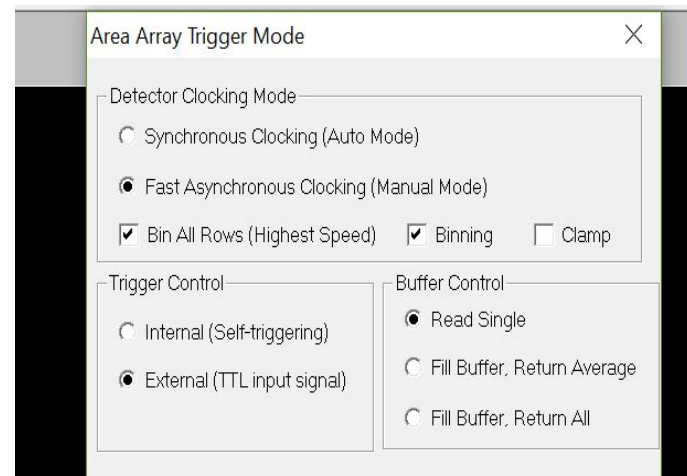 Area Array Trigger Mode
Detector Clocking Mode
Synchronous Clocking (Auto Mode)
Fast Asynchronous Clocking (Manual Mode)
Bin All Rows (Highest Speed) Binning Clamp
Trigger Control
Internal (Self-triggering)
External (TTL input signal)
Buffer Control
Read Single
Fill Buffer, Return Average
Fill Buffer, Return All